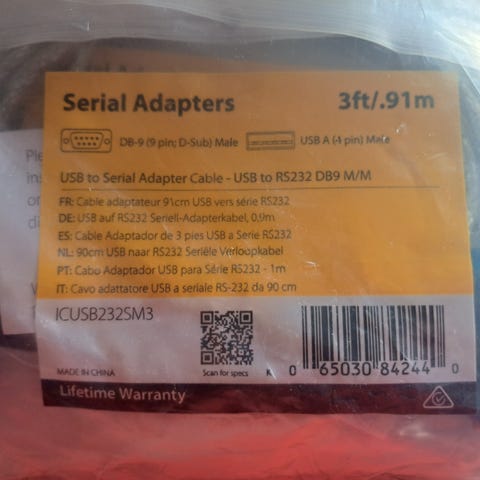 Serial Adapters 3ft/.91m
DB-9 (9 pin; D-Sub) Male USB A (4 pin) Male
USB to Serial Adapter Cable - USB to RS232 DB9 M/M
FR: Cable adaptateur 91cm USB vers série RS232
DE: USB auf RS232 Seriell-Adapterkabel, 0,9m
ES: Cable Adaptador de 3 pies USB a Serie RS232
NL: 90cm USB naar RS232 Seriële Verloopkabel
PT: Cabo Adaptador USB para Série RS232 - 1m
IT: Cavo adattatore USB a seriale RS-232 da 90 cm
ICUSB232SM3
MADE IN CHINA Scan for specs K 0 65030 84244 0
Lifetime Warranty